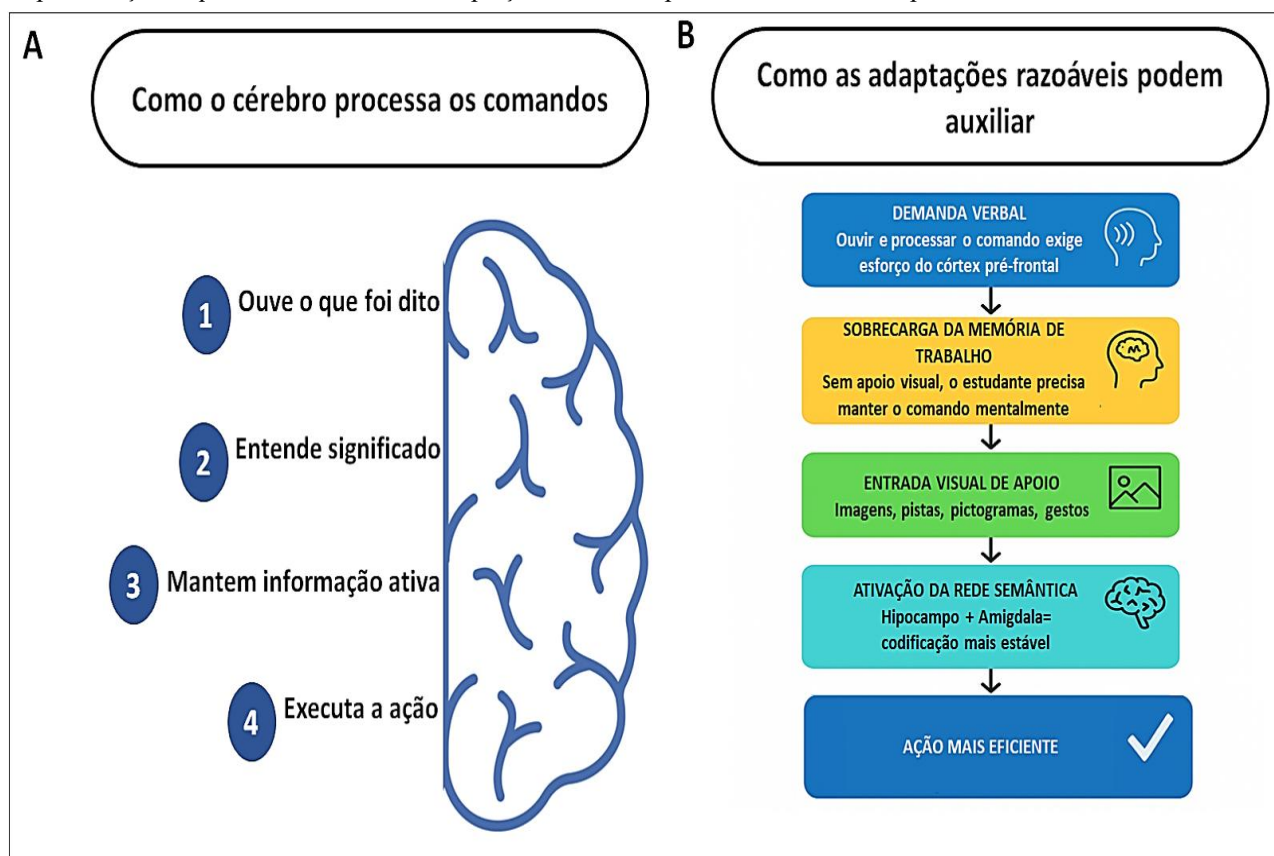 A
Como o cérebro processa os comandos
1 Ouve o que foi dito
2 Entende significado
3 Mantem informação ativa
4 Executa a ação
B
Como as adaptações razoáveis podem
auxiliar
DEMANDA VERBAL
Ouvir e processar o comando exige
esforço do córtex pré-frontal
SOBRECARGA DA MEMÓRIA DE
TRABALHO
Sem apoio visual, o estudante precisa
manter o comando mentalmente
ENTRADA VISUAL DE APOIO
Imagens, pistas, pictogramas, gestos
ATIVAÇÃO DA REDE SEMÂNTICA
Hipocampo + Amigdala=
codificação mais estável
AÇÃO MAIS EFICIENTE